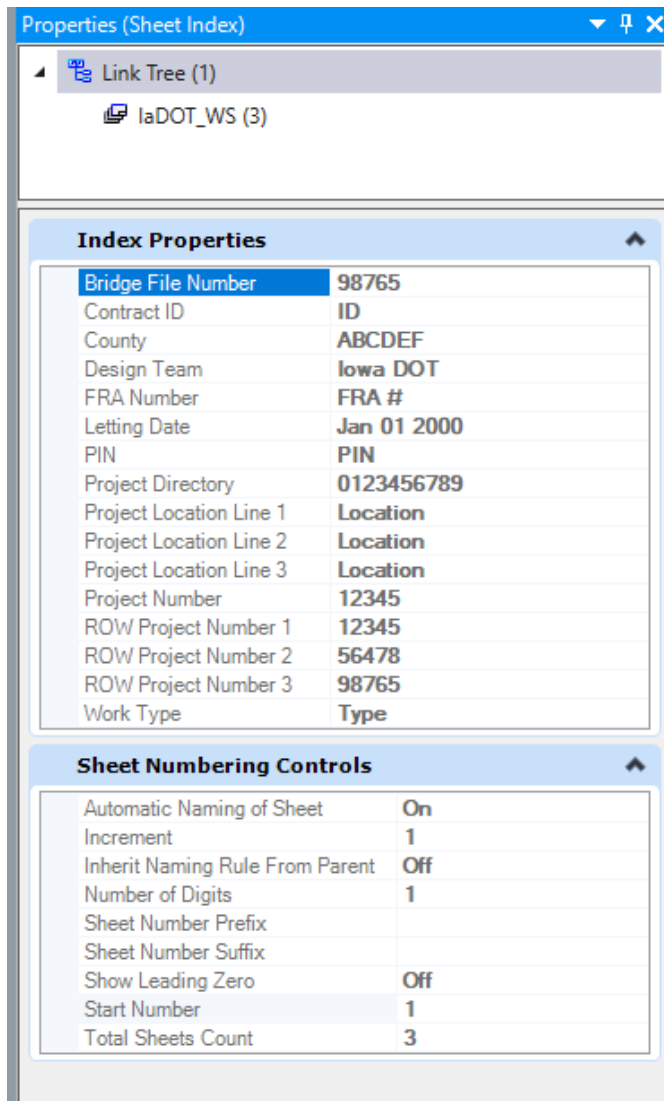 Properties (Sheet Index)
Link Tree (1)
IaDOT_WS (3)
Index Properties
Bridge File Number 98765
Contract ID ID
County ABCDEF
Design Team Iowa DOT
FRA Number FRA #
Letting Date Jan 01 2000
PIN PIN
Project Directory 0123456789
Project Location Line 1 Location
Project Location Line 2 Location
Project Location Line 3 Location
Project Number 12345
ROW Project Number 1 12345
ROW Project Number 2 56478
ROW Project Number 3 98765
Work Type Type
Sheet Numbering Controls
Automatic Naming of Sheet On
Increment 1
Inherit Naming Rule From Parent Off
Number of Digits 1
Sheet Number Prefix
Sheet Number Suffix
Show Leading Zero Off
Start Number 1
Total Sheets Count 3